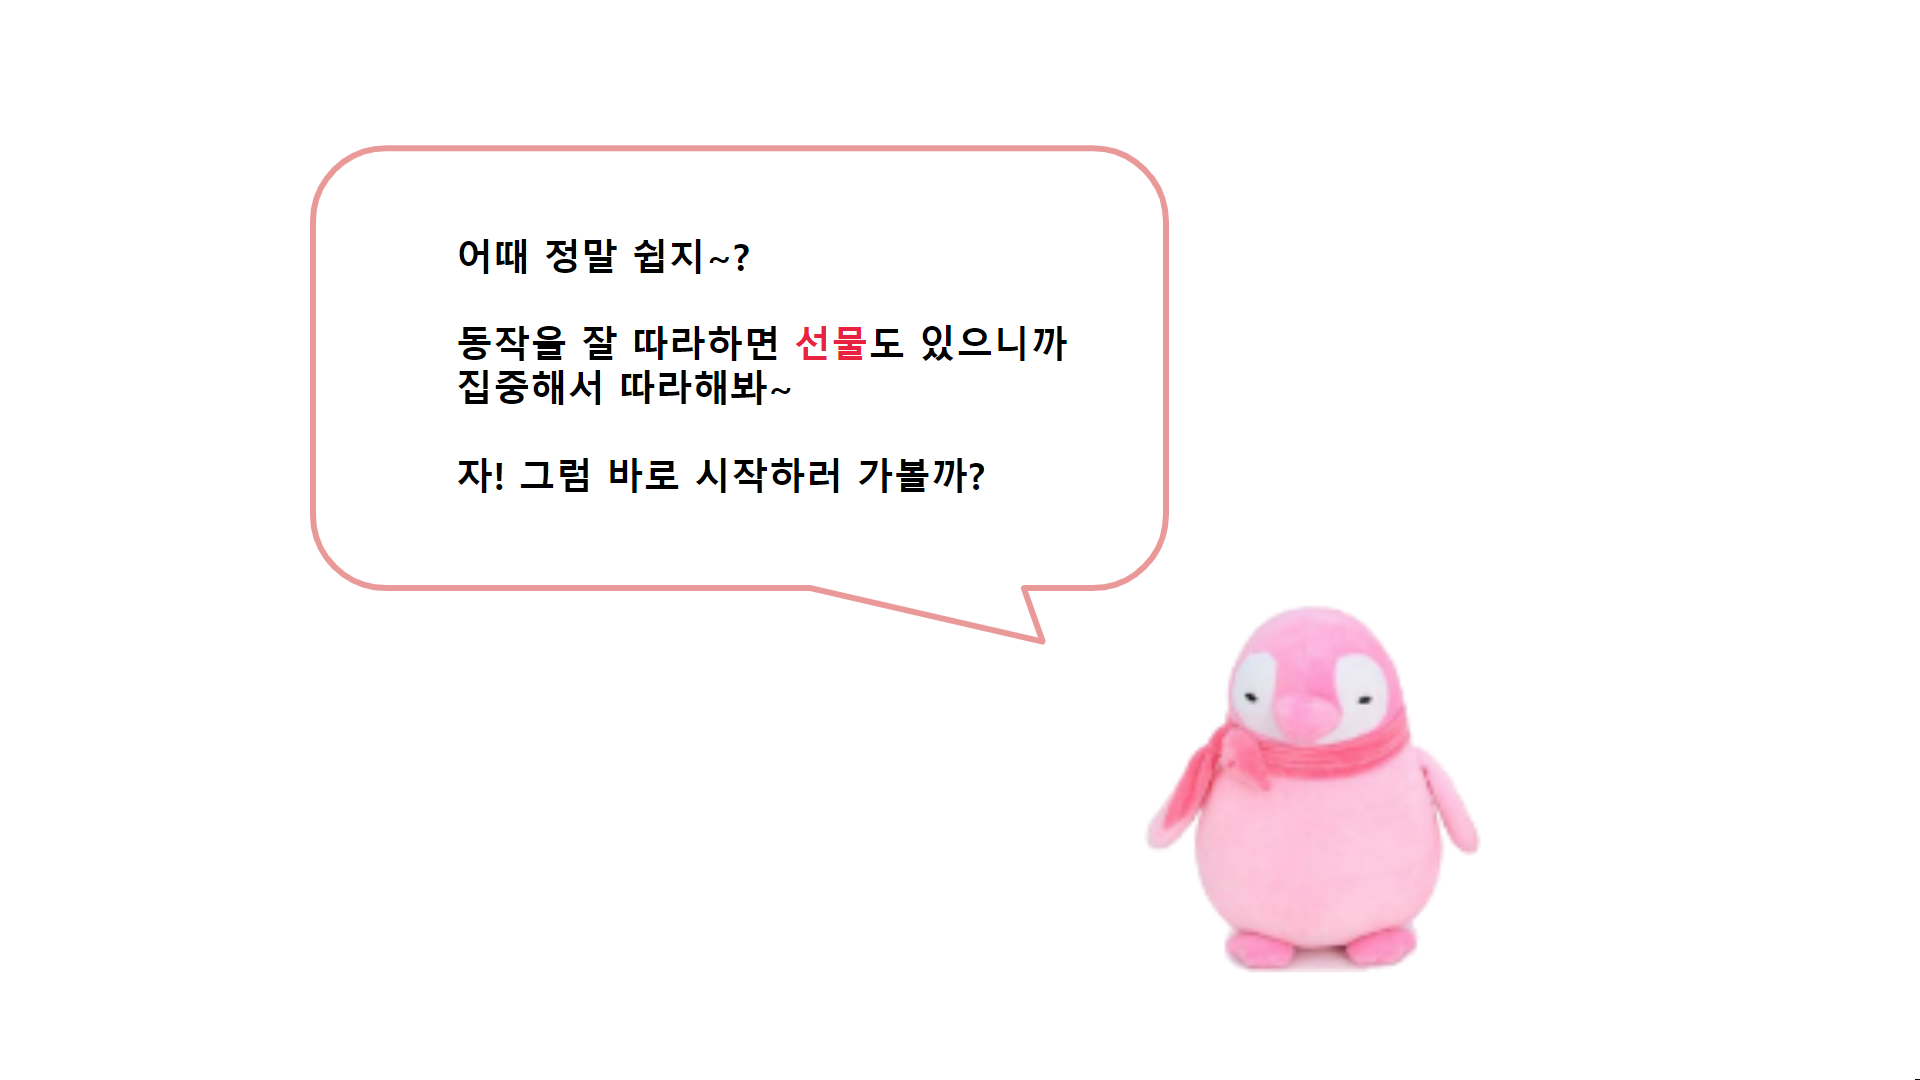 어때 정말 쉽지~?
동작을 잘 따라하면 선물도 있으니까
집중해서 따라해봐~
자! 그럼 바로 시작하러 가볼까?